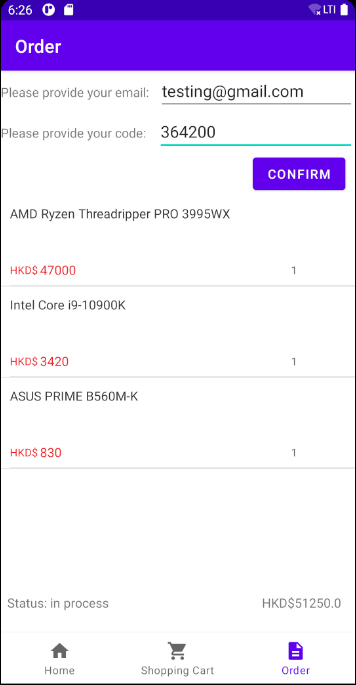 6:26 LTI
Order
Please provide your email: testing@gmail.com
Please provide your code: 364200
CONFIRM
AMD Ryzen Threadripper PRO 3995WX
HKD$ 47000 1
Intel Core i9-10900K
HKD$ 3420 1
ASUS PRIME B560M-K
HKD$ 830 1
Status: in process HKD$51250.0
Home Shopping Cart Order